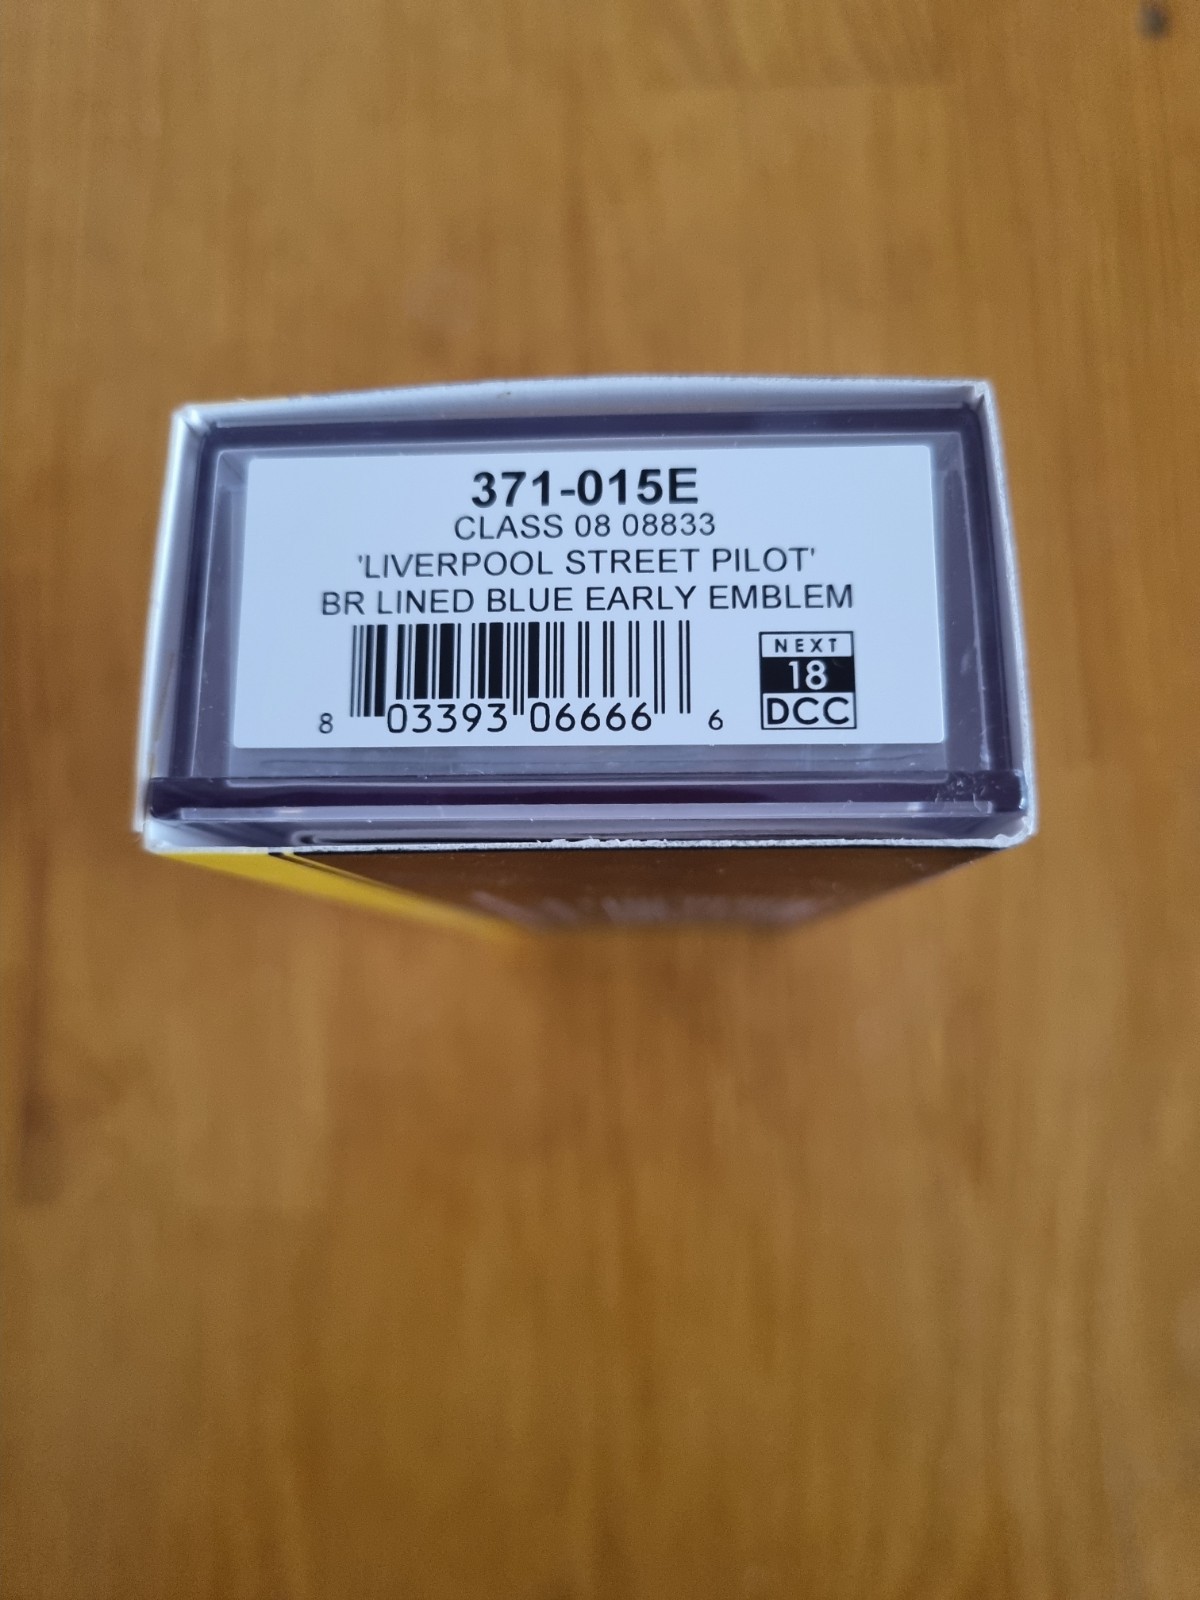 371-015E
CLASS 08 08833
'LIVERPOOL STREET PILOT'
BR LINED BLUE EARLY EMBLEM
8 03393 06666 6
NEXT
18
DCC